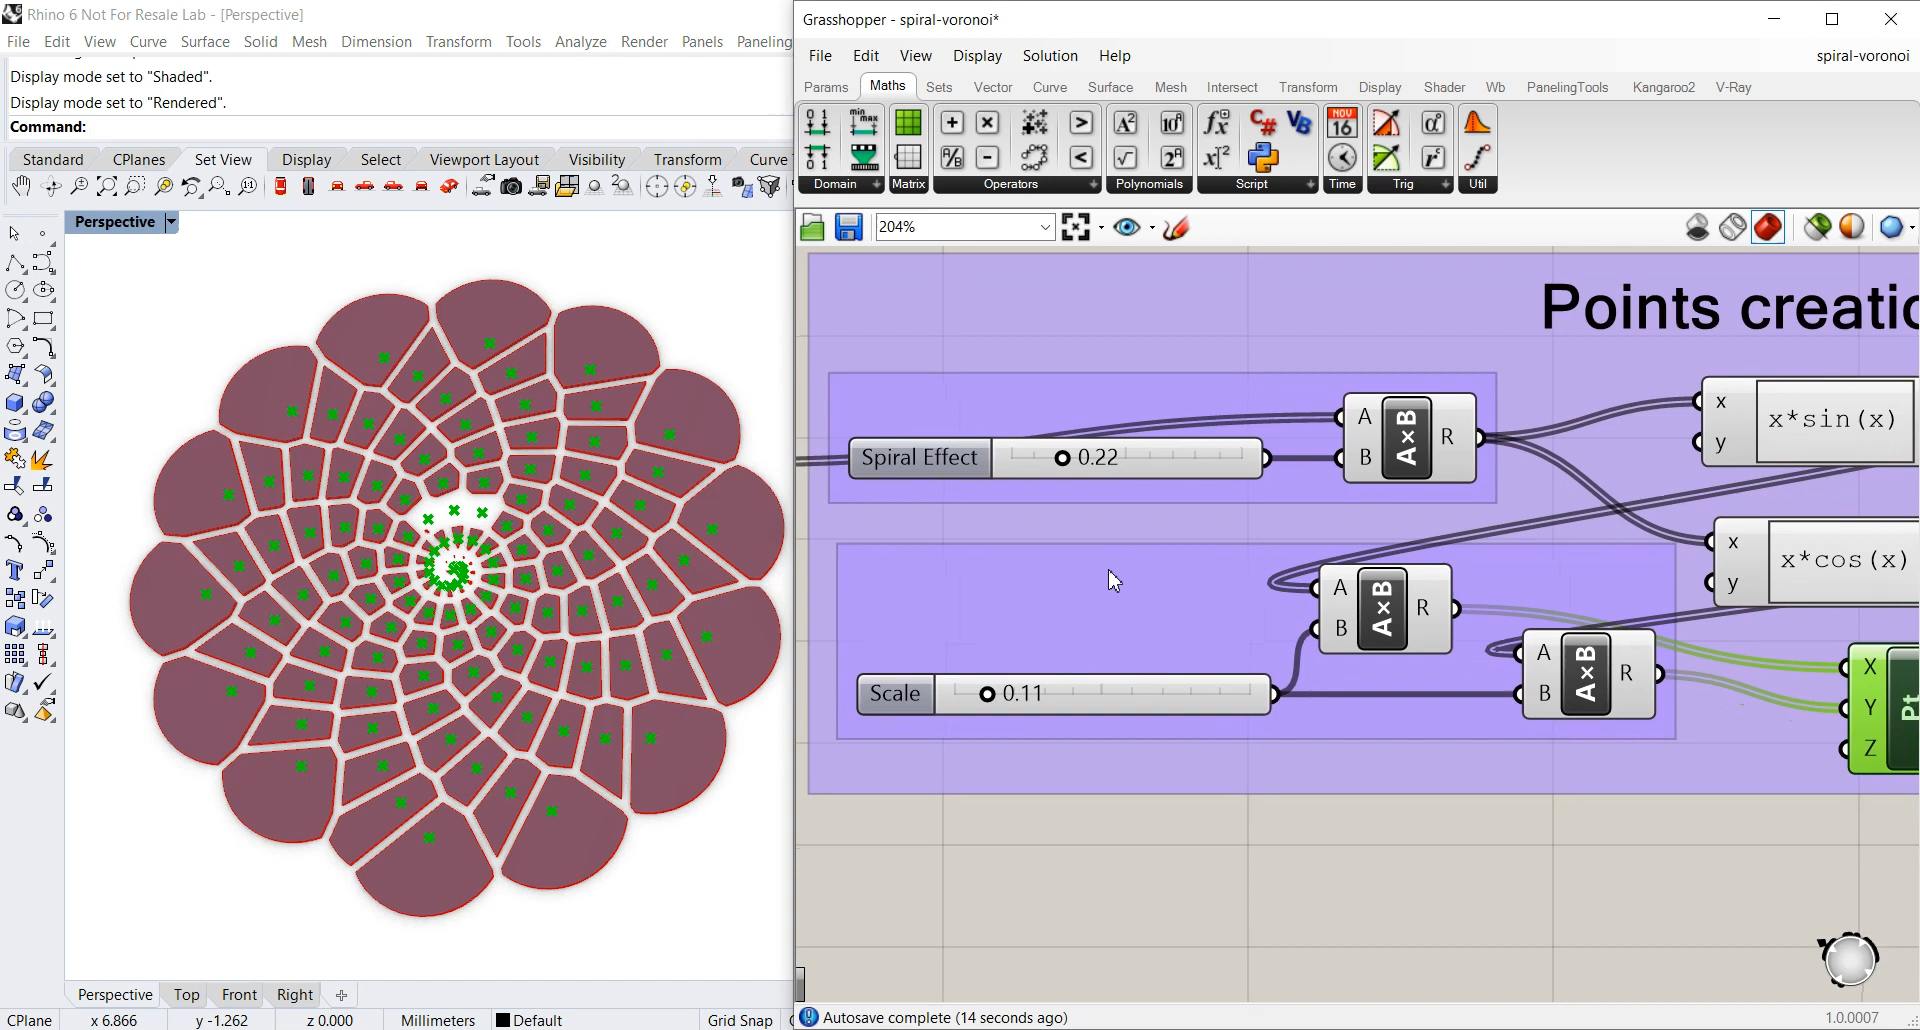 Rhino 6 Not For Resale Lab - [Perspective]
File Edit View Curve Surface Solid Mesh Dimension Transform Tools Analyze Render Panels Paneling
Display mode set to "Shaded".
Display mode set to "Rendered".
Command:
Standard CPlanes Set View Display Select Viewport Layout Visibility Transform Curve
Perspective
Perspective Top Front Right
CPlane x 6.866 y -1.262 z 0.000 Millimeters Default Grid Snap
Grasshopper - spiral-voronoi*
File Edit View Display Solution Help spiral-voronoi
Params Maths Sets Vector Curve Surface Mesh Intersect Transform Display Shader Wb PanelingTools Kangaroo2 V-Ray
Domain Matrix Operators Polynomials Script Time Trig Util
NOV
16
204%
Points creatio
Spiral Effect 0.22
A
B
A×B
R
x
y
x*sin(x)
x
y
x*cos(x)
A
B
A×B
R
Scale 0.11
A
B
A×B
R
X
Y
Z
Pt
Autosave complete (14 seconds ago) 1.0.0007